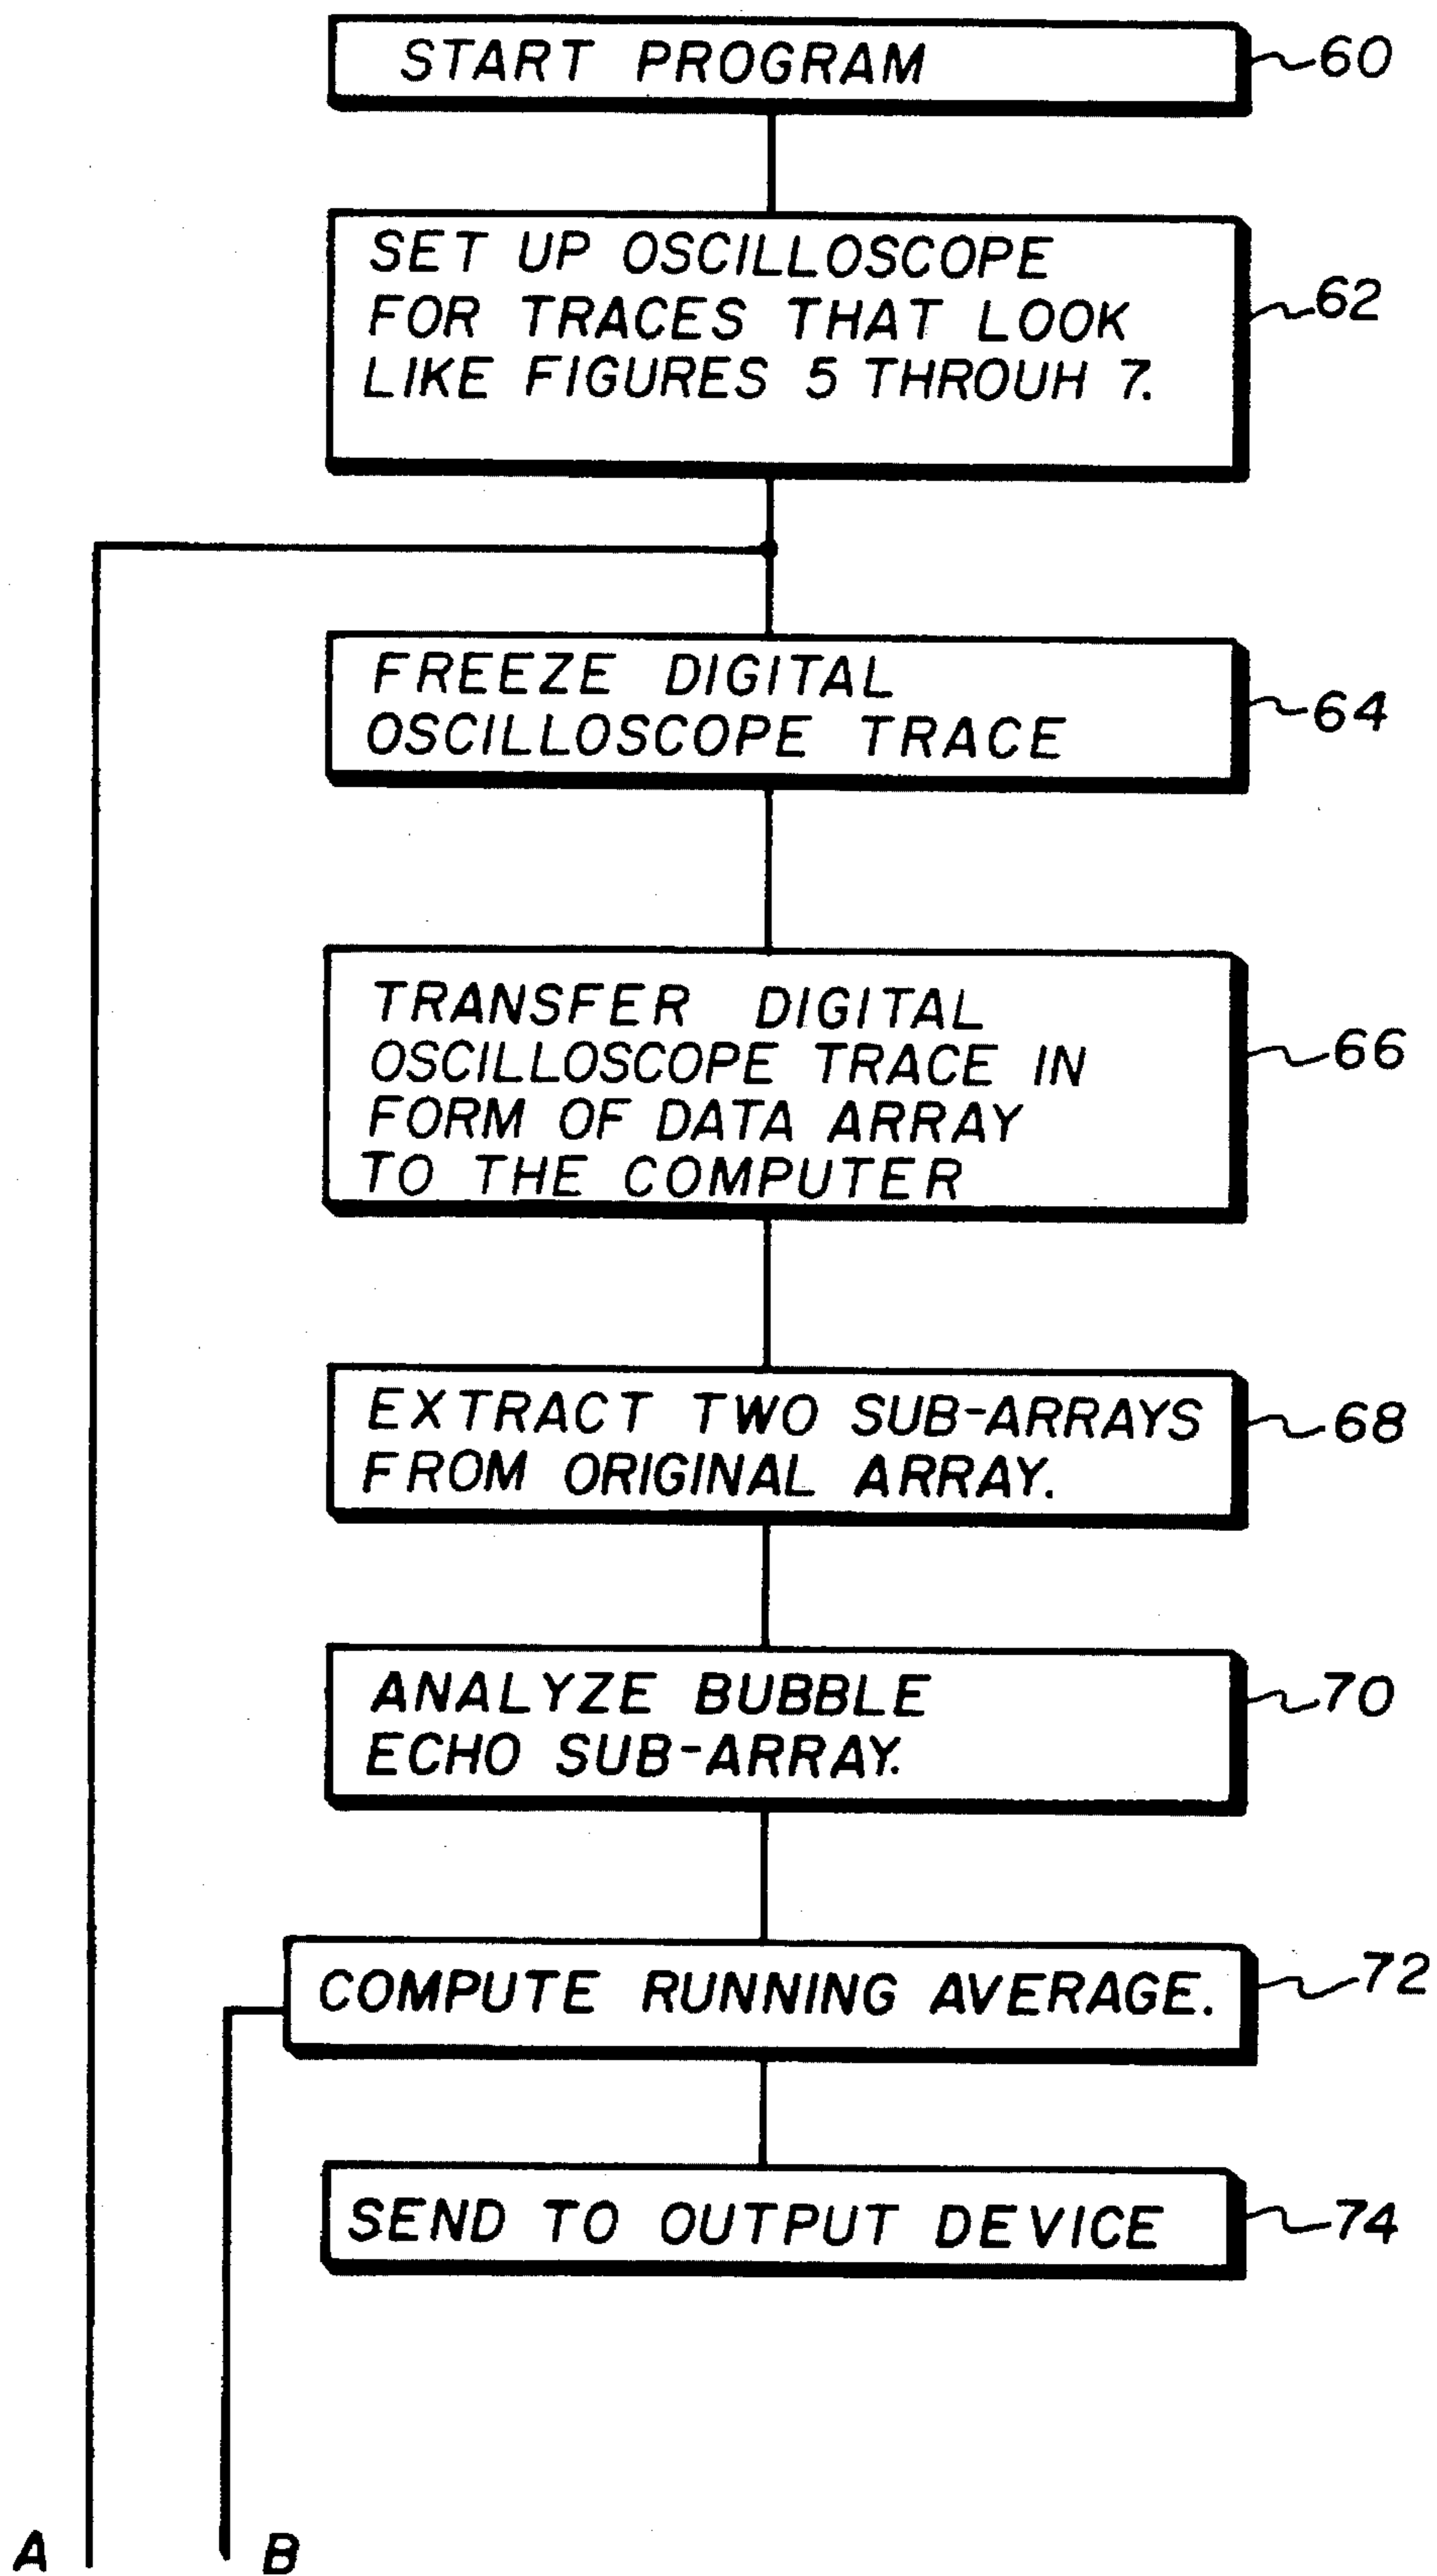 START PROGRAM 60
SET UP OSCILLOSCOPE
FOR TRACES THAT LOOK 62
LIKE FIGURES 5 THROUH 7.
FREEZE DIGITAL
OSCILLOSCOPE TRACE 64
TRANSFER DIGITAL
OSCILLOSCOPE TRACE IN 66
FORM OF DATA ARRAY
TO THE COMPUTER
EXTRACT TWO SUB-ARRAYS 68
FROM ORIGINAL ARRAY.
ANALYZE BUBBLE 70
ECHO SUB-ARRAY.
COMPUTE RUNNING AVERAGE. 72
SEND TO OUTPUT DEVICE 74
A B